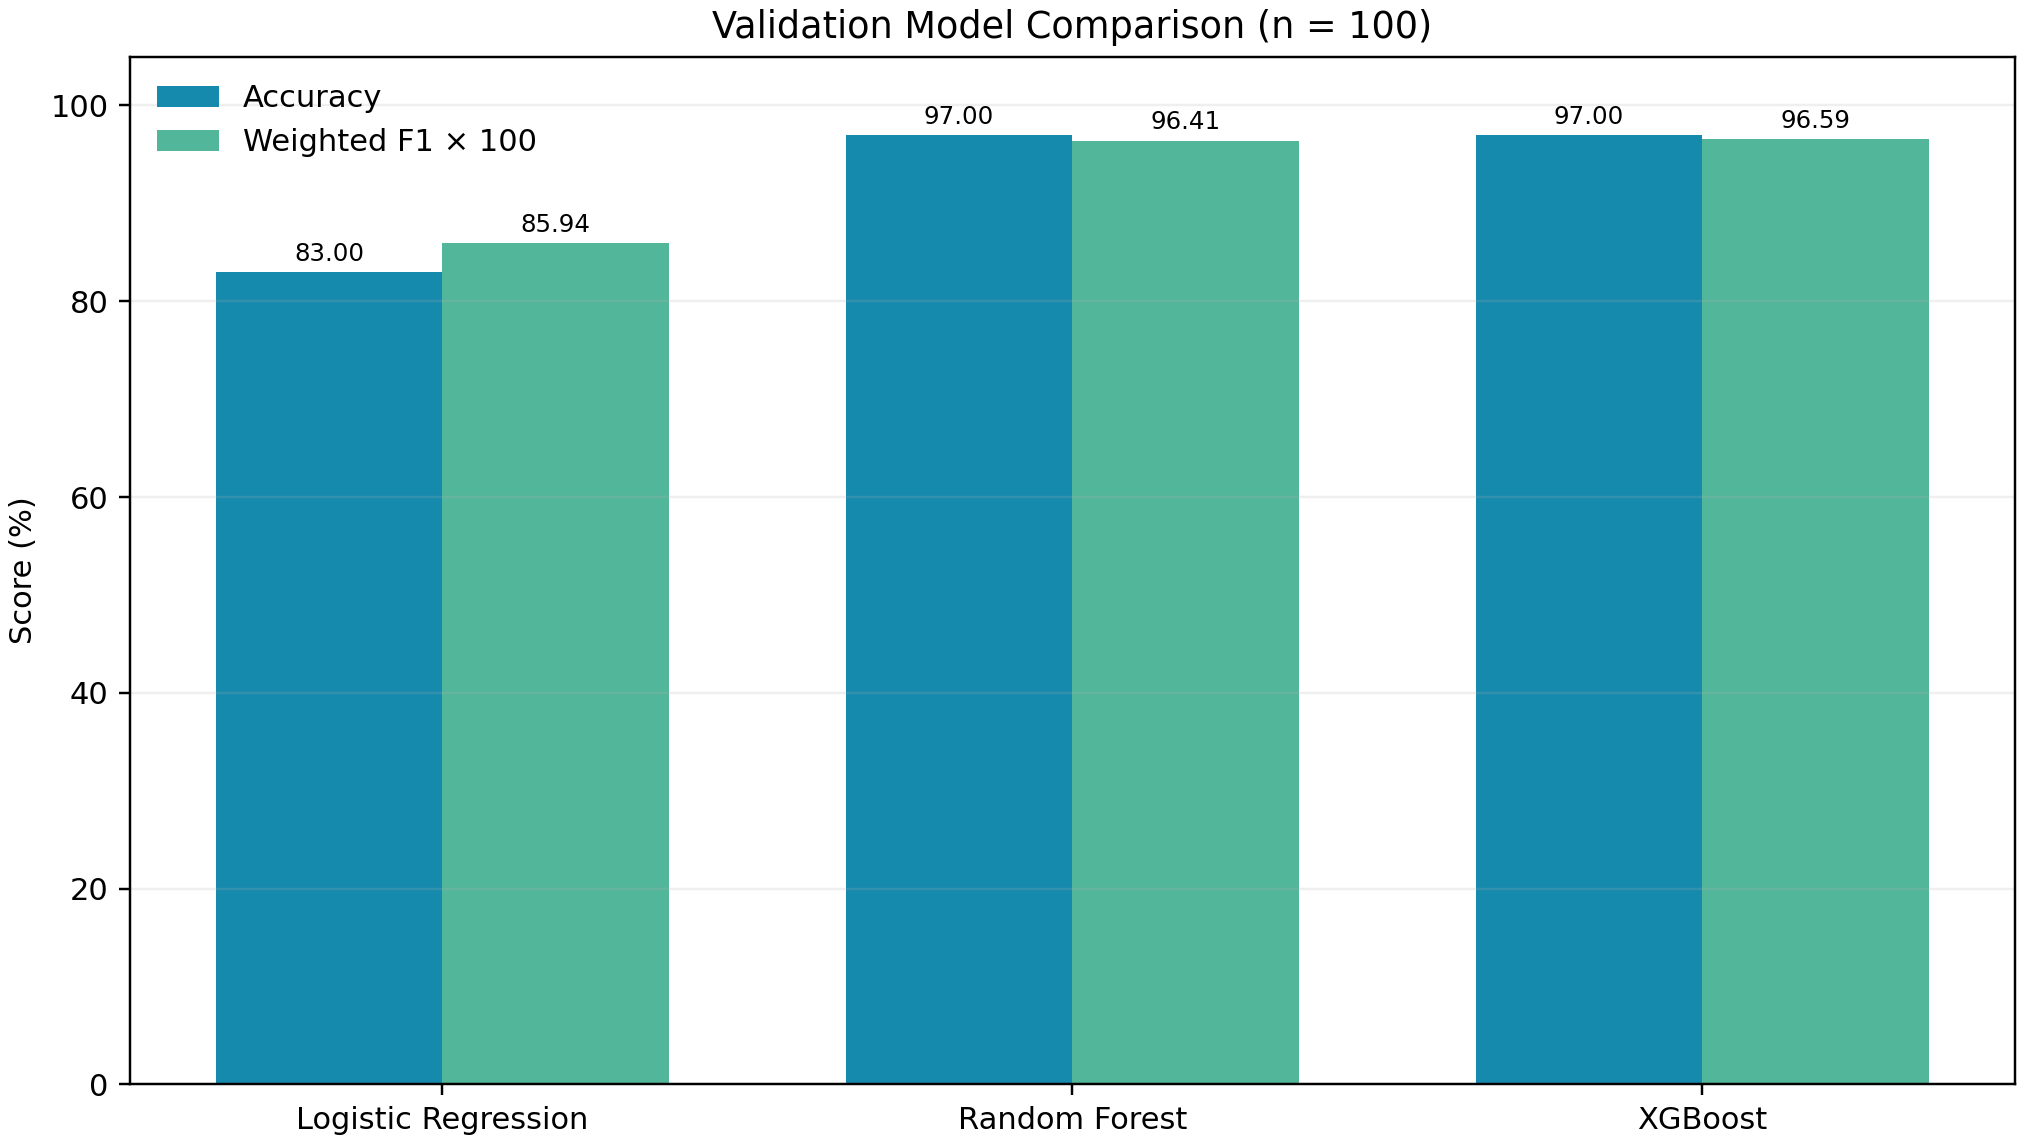 Validation Model Comparison (n = 100)
Accuracy
Weighted F1 × 100
Score (%)
100
80
60
40
20
0
83.00
85.94
97.00
96.41
97.00
96.59
Logistic Regression
Random Forest
XGBoost